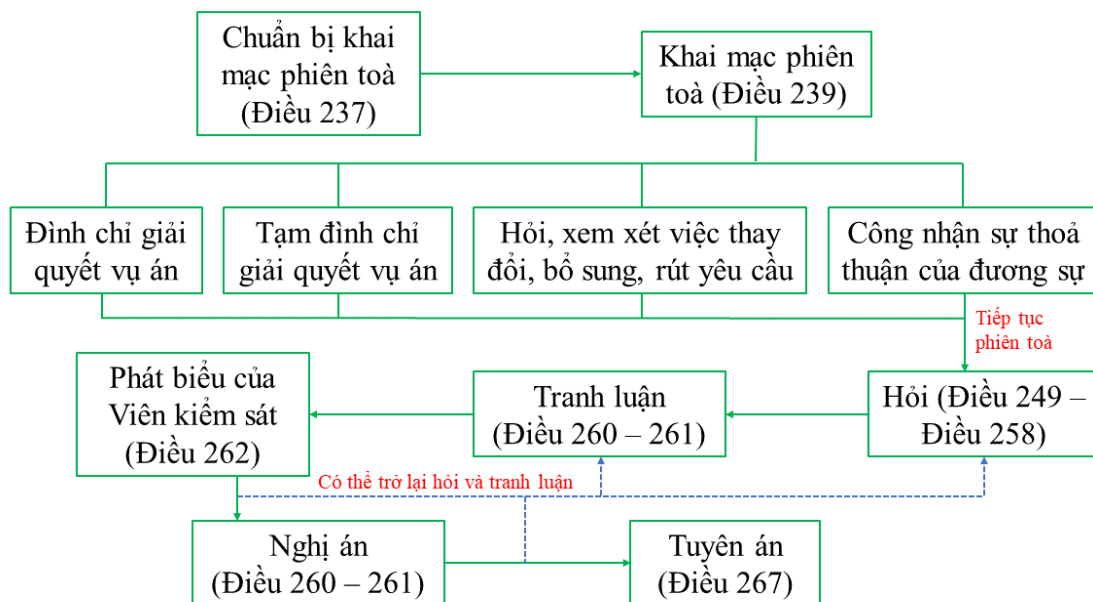 Chuẩn bị khai
mạc phiên toà
(Điều 237)
Khai mạc phiên
toà (Điều 239)
Đình chỉ giải
quyết vụ án
Tạm đình chỉ
giải quyết vụ án
Hỏi, xem xét việc thay
đổi, bổ sung, rút yêu cầu
Công nhận sự thoả
thuận của đương sự
Tiếp tục
phiên toà
Phát biểu của
Viên kiểm sát
(Điều 262)
Tranh luận
(Điều 260 – 261)
Hỏi (Điều 249 –
Điều 258)
Có thể trở lại hỏi và tranh luận
Nghị án
(Điều 260 – 261)
Tuyên án
(Điều 267)